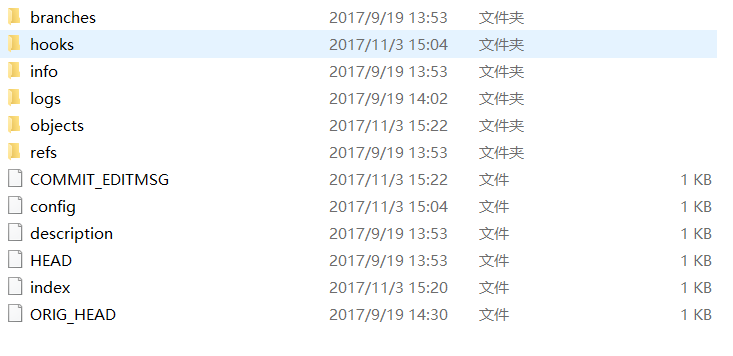 branches 2017/9/19 13:53 文件夹
hooks 2017/11/3 15:04 文件夹
info 2017/9/19 13:53 文件夹
logs 2017/9/19 14:02 文件夹
objects 2017/11/3 15:22 文件夹
refs 2017/9/19 13:53 文件夹
COMMIT_EDITMSG 2017/11/3 15:22 文件 1 KB
config 2017/11/3 15:04 文件 1 KB
description 2017/9/19 13:53 文件 1 KB
HEAD 2017/9/19 13:53 文件 1 KB
index 2017/11/3 15:20 文件 1 KB
ORIG_HEAD 2017/9/19 14:30 文件 1 KB